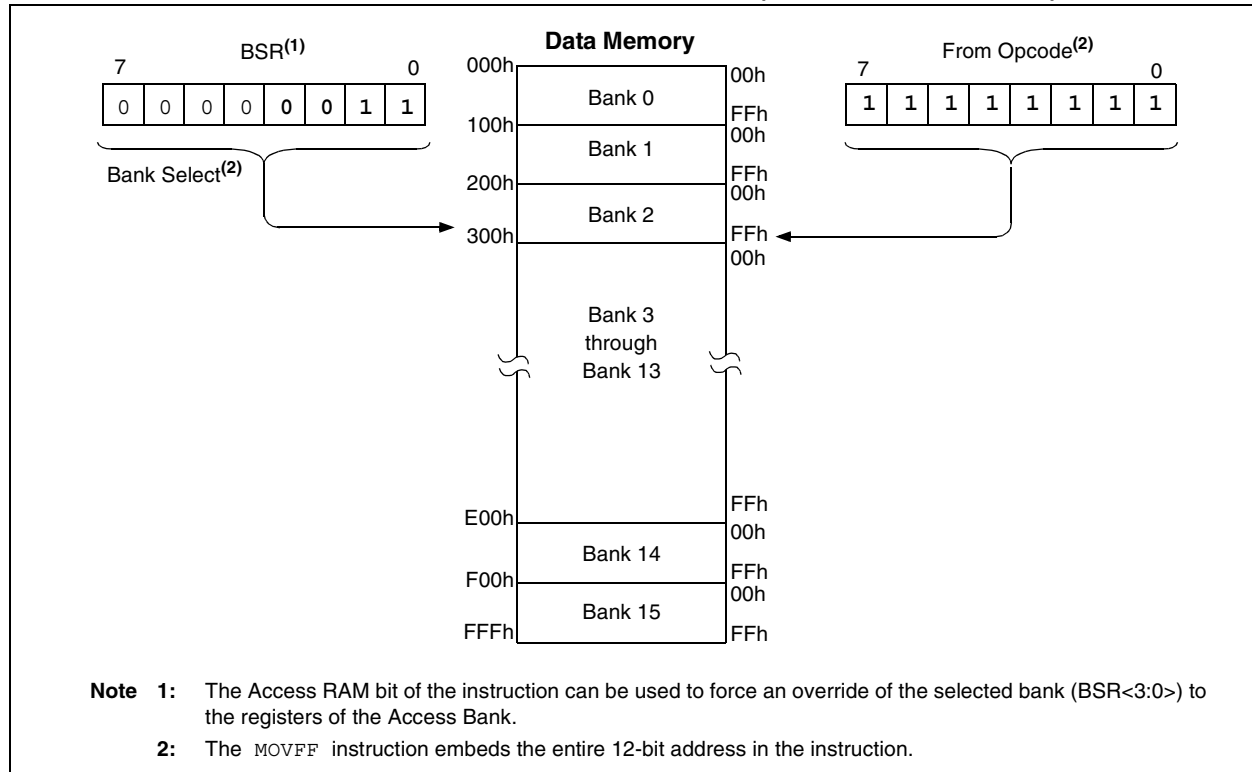 Data Memory
BSR(1)
7 0
0 0 0 0 0 0 1 1
Bank Select(2)
From Opcode(2)
7 0
1 1 1 1 1 1 1 1
000h
Bank 0
00h
FFh
100h
Bank 1
00h
FFh
200h
Bank 2
00h
FFh
300h
Bank 3
through
Bank 13
00h
FFh
E00h
Bank 14
00h
FFh
F00h
Bank 15
00h
FFFh
FFh
Note 1: The Access RAM bit of the instruction can be used to force an override of the selected bank (BSR<3:0>) to
the registers of the Access Bank.
2: The MOVFF instruction embeds the entire 12-bit address in the instruction.